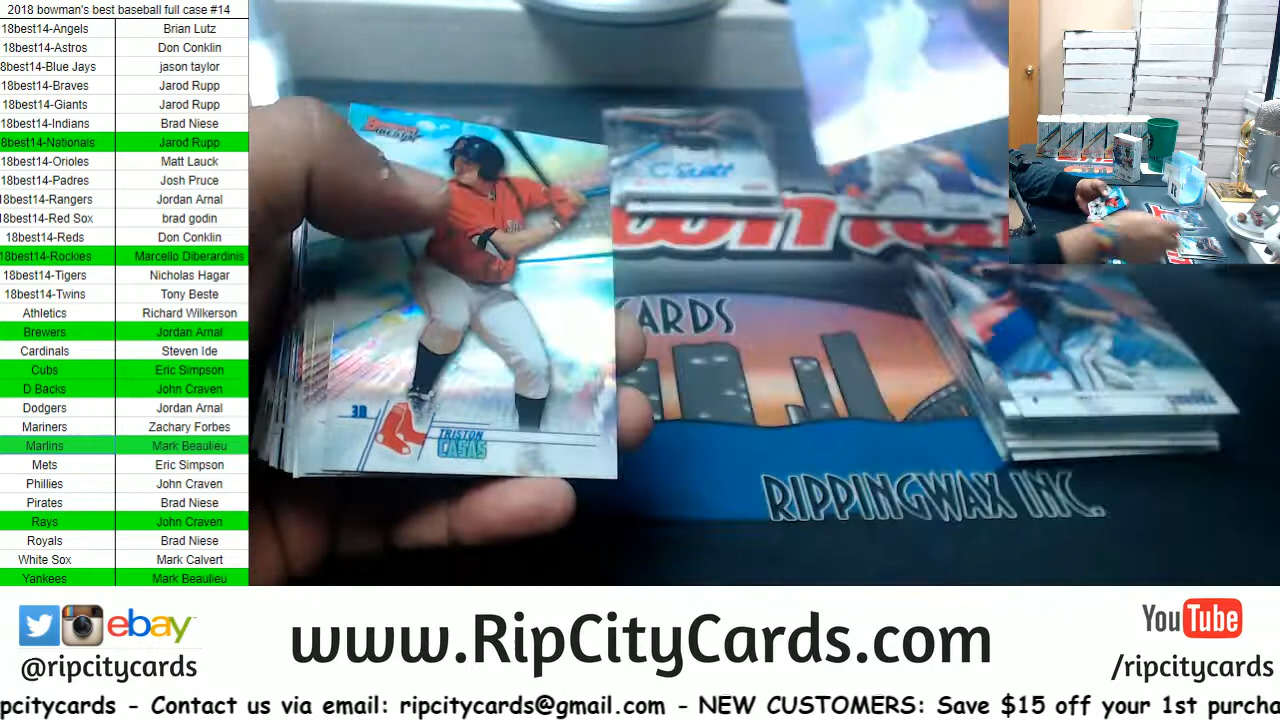 2018 bowman's best baseball full case #14
18best14-Angels Brian Lutz
18best14-Astros Don Conklin
8best14-Blue Jays jason taylor
18best14-Braves Jarod Rupp
18best14-Giants Jarod Rupp
18best14-Indians Brad Niese
8best14-Nationals Jarod Rupp
18best14-Orioles Matt Lauck
18best14-Padres Josh Pruce
18best14-Rangers Jordan Arnal
18best14-Red Sox brad godin
18best14-Reds Don Conklin
18best14-Rockies Marcello Diberardinis
18best14-Tigers Nicholas Hagar
18best14-Twins Tony Beste
Athletics Richard Wilkerson
Brewers Jordan Arnal
Cardinals Steven Ide
Cubs Eric Simpson
D Backs John Craven
Dodgers Jordan Arnal
Mariners Zachary Forbes
Marlins Mark Beaulieu
Mets Eric Simpson
Phillies John Craven
Pirates Brad Niese
Rays John Craven
Royals Brad Niese
White Sox Mark Calvert
Yankees Mark Beaulieu
3B
TRISTON
CASAS
CARDS
RIPPINGWAX INC.
ebay
@ripcitycards
www.RipCityCards.com
YouTube
/ripcitycards
pcitycards - Contact us via email: ripcitycards@gmail.com - NEW CUSTOMERS: Save $15 off your 1st purcha